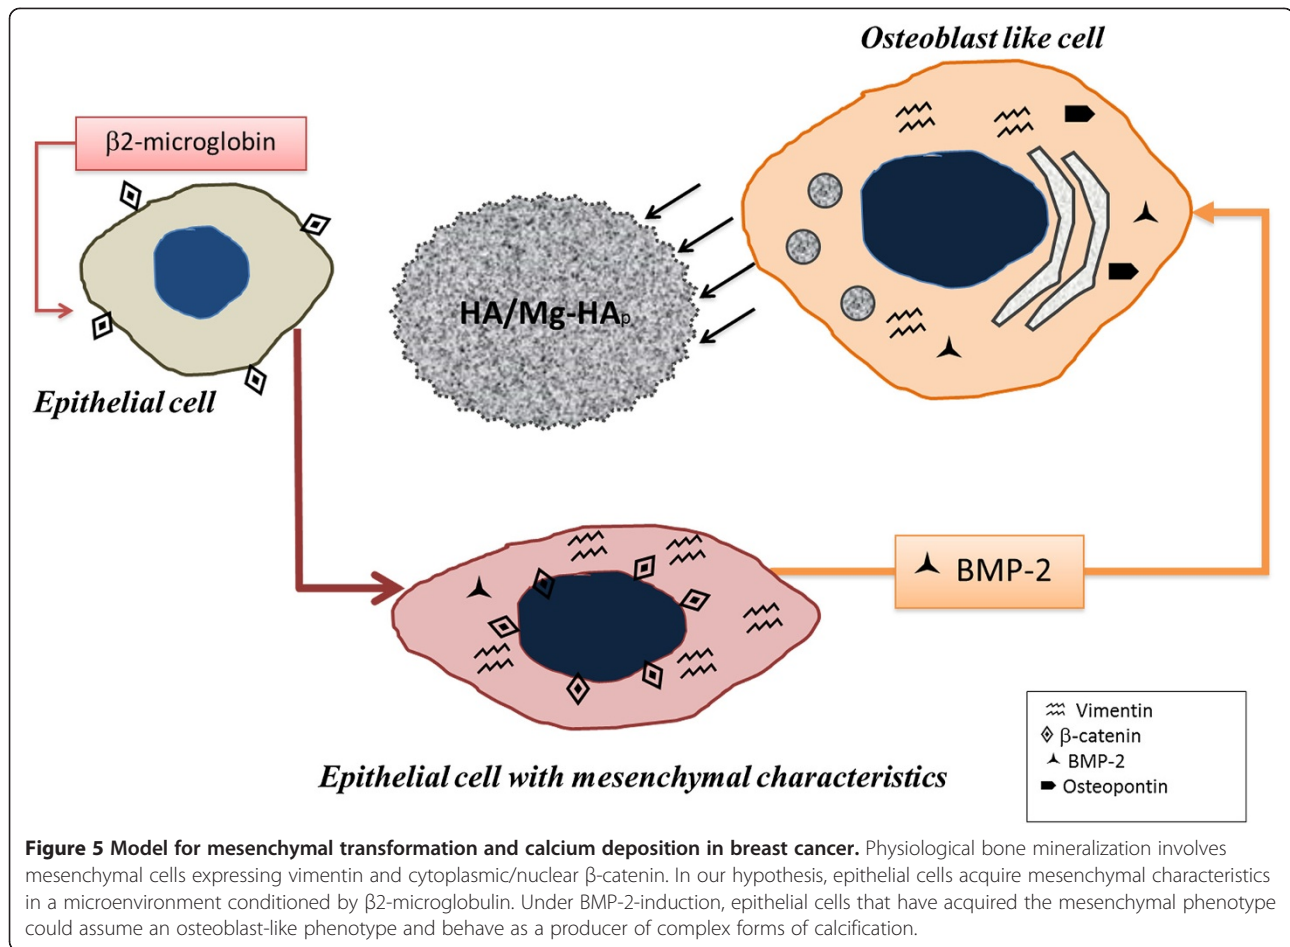 Osteoblast like cell
β2-microglobin
HA/Mg-HAp
Epithelial cell
BMP-2
Epithelial cell with mesenchymal characteristics
Vimentin
β-catenin
BMP-2
Osteopontin
Figure 5 Model for mesenchymal transformation and calcium deposition in breast cancer. Physiological bone mineralization involves
mesenchymal cells expressing vimentin and cytoplasmic/nuclear β-catenin. In our hypothesis, epithelial cells acquire mesenchymal characteristics
in a microenvironment conditioned by β2-microglobulin. Under BMP-2-induction, epithelial cells that have acquired the mesenchymal phenotype
could assume an osteoblast-like phenotype and behave as a producer of complex forms of calcification.